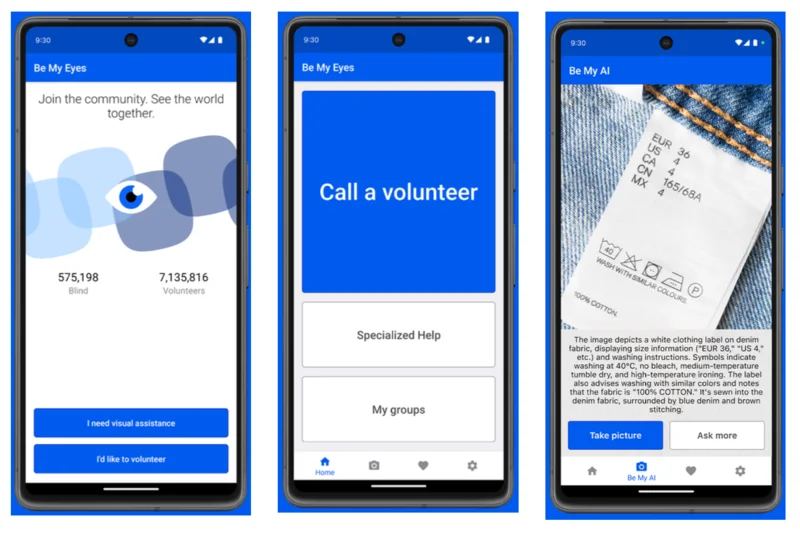 9:30
Be My Eyes
Join the community. See the world
together.
575,198
Blind
7,135,816
Volunteers
I need visual assistance
I'd like to volunteer
9:30
Be My Eyes
Call a volunteer
Specialized Help
My groups
Home
9:30
Be My AI
EUR 36
US 4
CA 4
CN 165/68A
MX 4
40
P
WASH WITH SIMILAR COLOURS.
100% COTTON.
The image depicts a white clothing label on denim
fabric, displaying size information ("EUR 36," "US 4,"
etc.) and washing instructions. Symbols indicate
washing at 40°C, no bleach, medium-temperature
tumble dry, and high-temperature ironing. The label
also advises washing with similar colors and notes
that the fabric is "100% COTTON." It's sewn into the
denim fabric, surrounded by blue denim and brown
stitching.
Take picture
Ask more
Be My AI